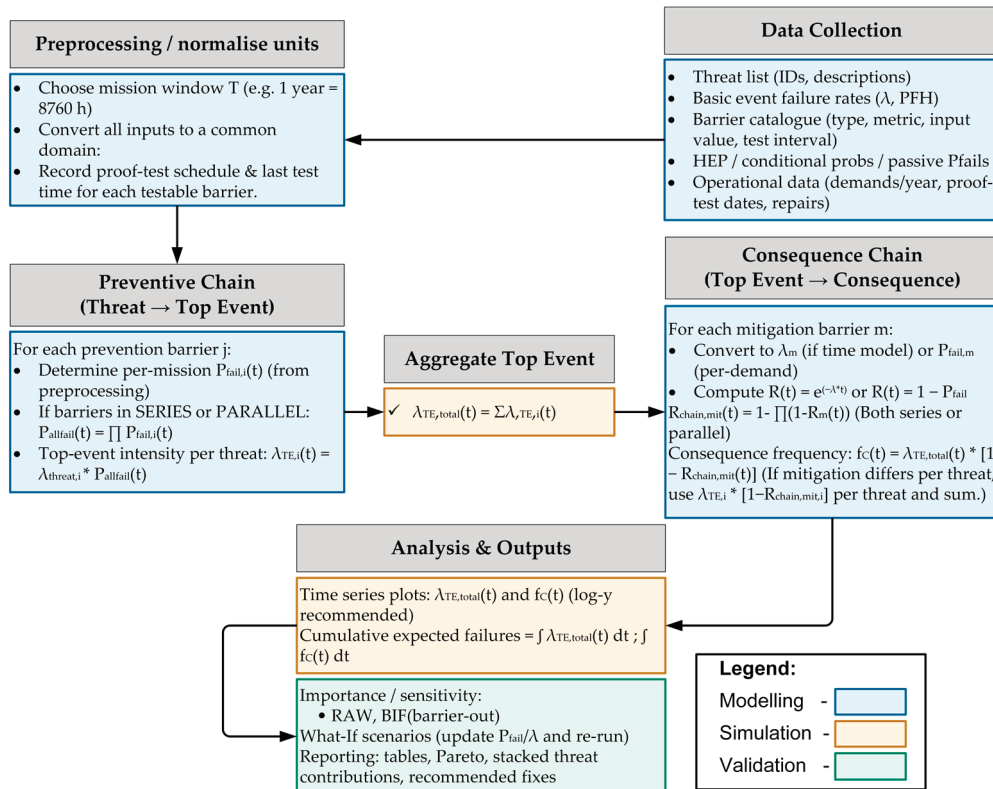 Data Collection
• Threat list (IDs, descriptions)
• Basic event failure rates (λ, PFH)
• Barrier catalogue (type, metric, input
value, test interval)
• HEP / conditional probs / passive Pfails
• Operational data (demands/year, proof-
test dates, repairs)
Preprocessing / normalise units
• Choose mission window T (e.g. 1 year =
8760 h)
• Convert all inputs to a common
domain:
• Record proof-test schedule & last test
time for each testable barrier.
Preventive Chain
(Threat → Top Event)
For each prevention barrier j:
• Determine per-mission Pfail,i(t) (from
preprocessing)
• If barriers in SERIES or PARALLEL:
Pallfail(t) = ∏ Pfail,i(t)
• Top-event intensity per threat: λTE,i(t) =
λthreat,i * Pallfail(t)
Aggregate Top Event
✓ λTE,total(t) = Σλ,TE,i(t)
Consequence Chain
(Top Event → Consequence)
For each mitigation barrier m:
• Convert to λm (if time model) or Pfail,m
(per-demand)
• Compute R(t) = e(−λ*t) or R(t) = 1 − Pfail
Rchain,mit(t) = 1- ∏(1-Rm(t)) (Both series or
parallel)
Consequence frequency: fC(t) = λTE,total(t) * [1
− Rchain,mit(t)] (If mitigation differs per threat,
use λTE,i * [1−Rchain,mit,i] per threat and sum.)
Analysis & Outputs
Time series plots: λTE,total(t) and fC(t) (log-y
recommended)
Cumulative expected failures = ∫ λTE,total(t) dt ; ∫
fC(t) dt
Importance / sensitivity:
• RAW, BIF(barrier-out)
What-If scenarios (update Pfail/λ and re-run)
Reporting: tables, Pareto, stacked threat
contributions, recommended fixes
Legend:
Modelling -
Simulation -
Validation -